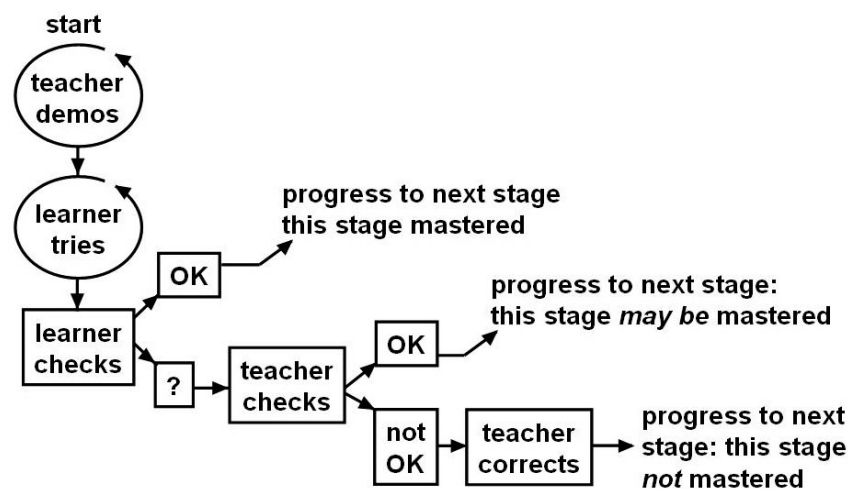 start
teacher
demos
learner
tries
progress to next stage
this stage mastered
OK
learner
checks
?
teacher
checks
progress to next stage:
this stage may be mastered
OK
not
OK
teacher
corrects
progress to next
stage: this stage
not mastered